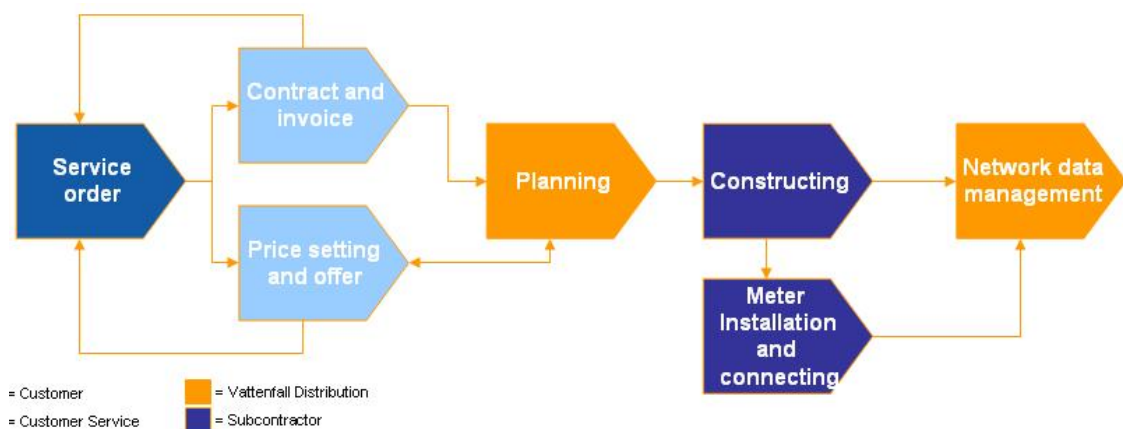 Contract and
invoice
Service
order
Planning
Constructing
Network data
management
Price setting
and offer
Meter
Installation
and
connecting
= Customer
= Vattenfall Distribution
= Customer Service
= Subcontractor